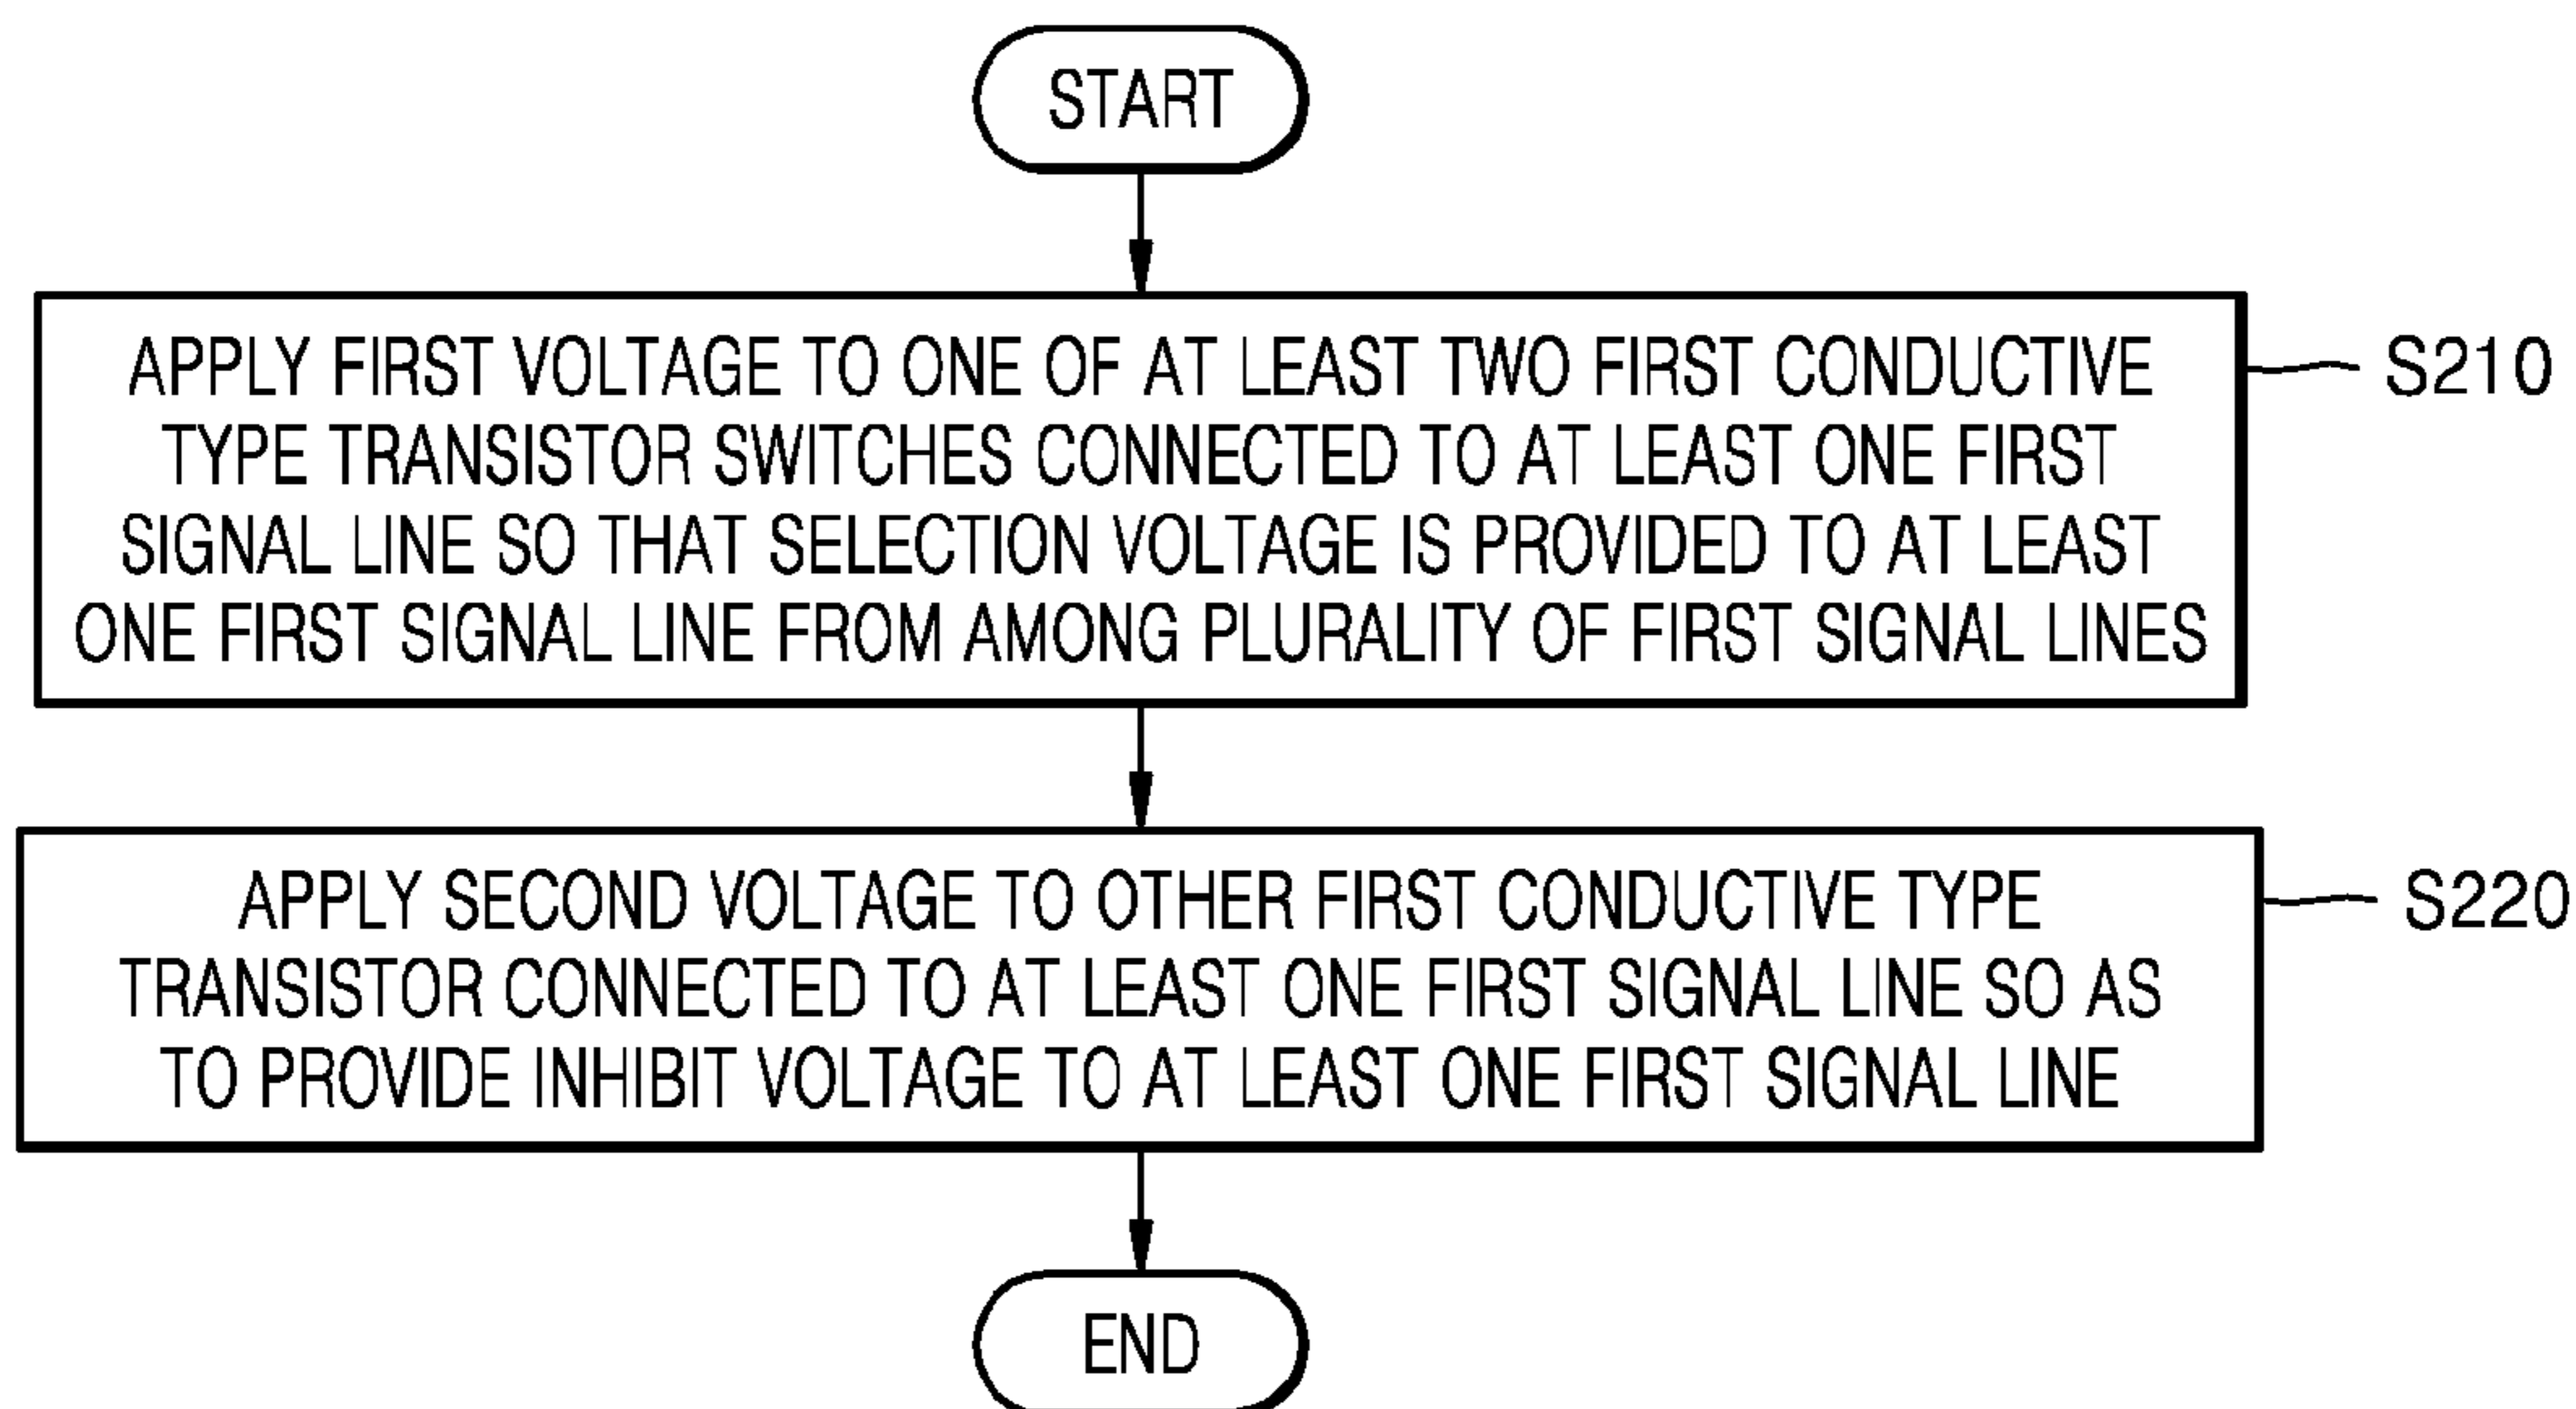 START
APPLY FIRST VOLTAGE TO ONE OF AT LEAST TWO FIRST CONDUCTIVE
TYPE TRANSISTOR SWITCHES CONNECTED TO AT LEAST ONE FIRST
SIGNAL LINE SO THAT SELECTION VOLTAGE IS PROVIDED TO AT LEAST
ONE FIRST SIGNAL LINE FROM AMONG PLURALITY OF FIRST SIGNAL LINES
S210
APPLY SECOND VOLTAGE TO OTHER FIRST CONDUCTIVE TYPE
TRANSISTOR CONNECTED TO AT LEAST ONE FIRST SIGNAL LINE SO AS
TO PROVIDE INHIBIT VOLTAGE TO AT LEAST ONE FIRST SIGNAL LINE
S220
END